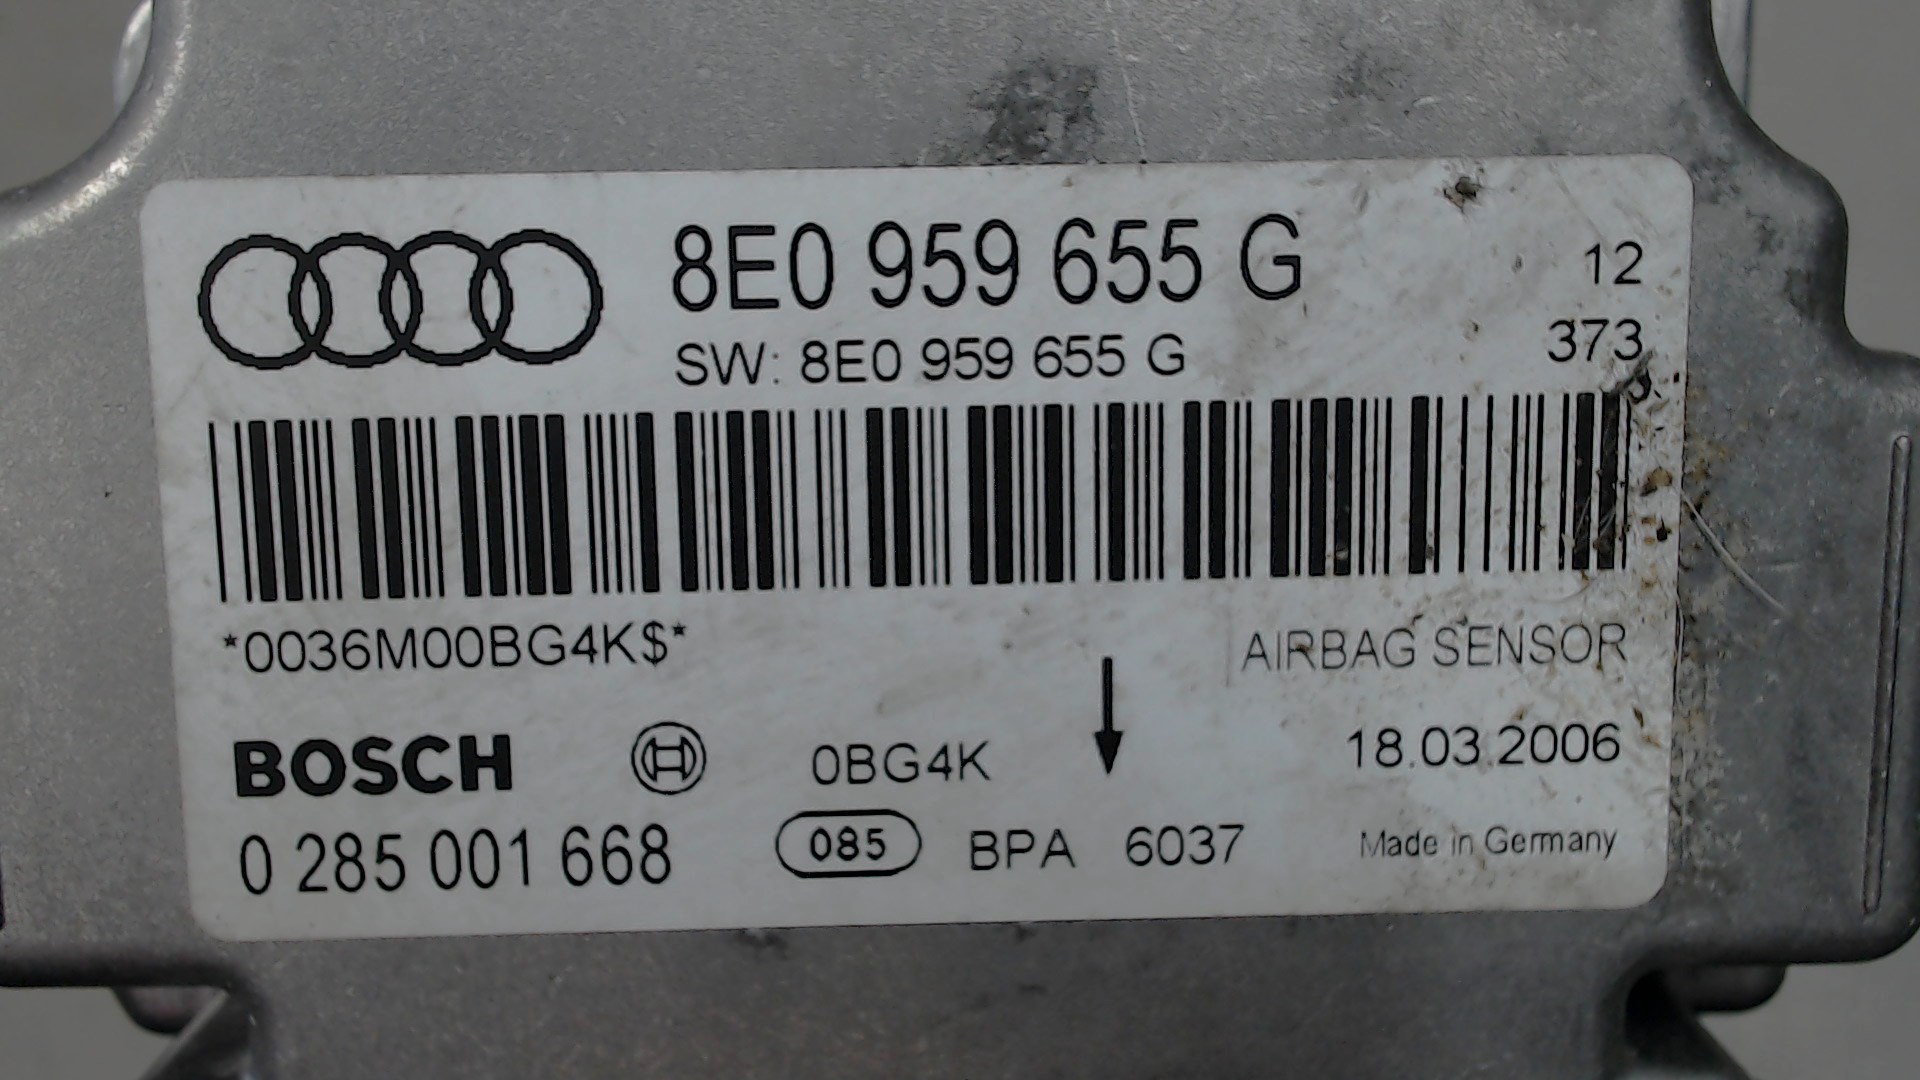 8E0 959 655 G 12
SW: 8E0 959 655 G 373
*0036M00BG4K$* AIRBAG SENSOR
BOSCH 0BG4K 18.03.2006
0 285 001 668 085 BPA 6037 Made in Germany